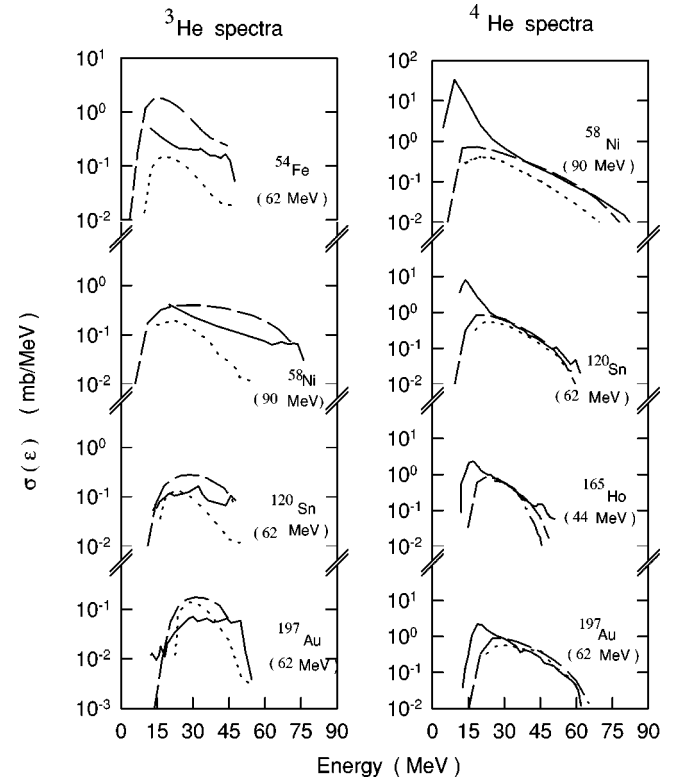 3He spectra
4 He spectra
σ(ε) (mb/MeV)
10^1
10^0
10^-1
10^-2
54Fe
(62 MeV)
10^0
10^-1
10^-2
58Ni
(90 MeV)
10^0
10^-1
10^-2
120Sn
(62 MeV)
10^-1
10^-2
10^-3
197Au
(62 MeV)
0 15 30 45 60 75 90
10^2
10^1
10^0
10^-1
10^-2
58Ni
(90 MeV)
10^1
10^0
10^-1
10^-2
120Sn
(62 MeV)
10^1
10^0
10^-1
10^-2
165Ho
(44 MeV)
10^2
10^1
10^0
10^-1
10^-2
197Au
(62 MeV)
0 15 30 45 60 75 90
Energy (MeV)